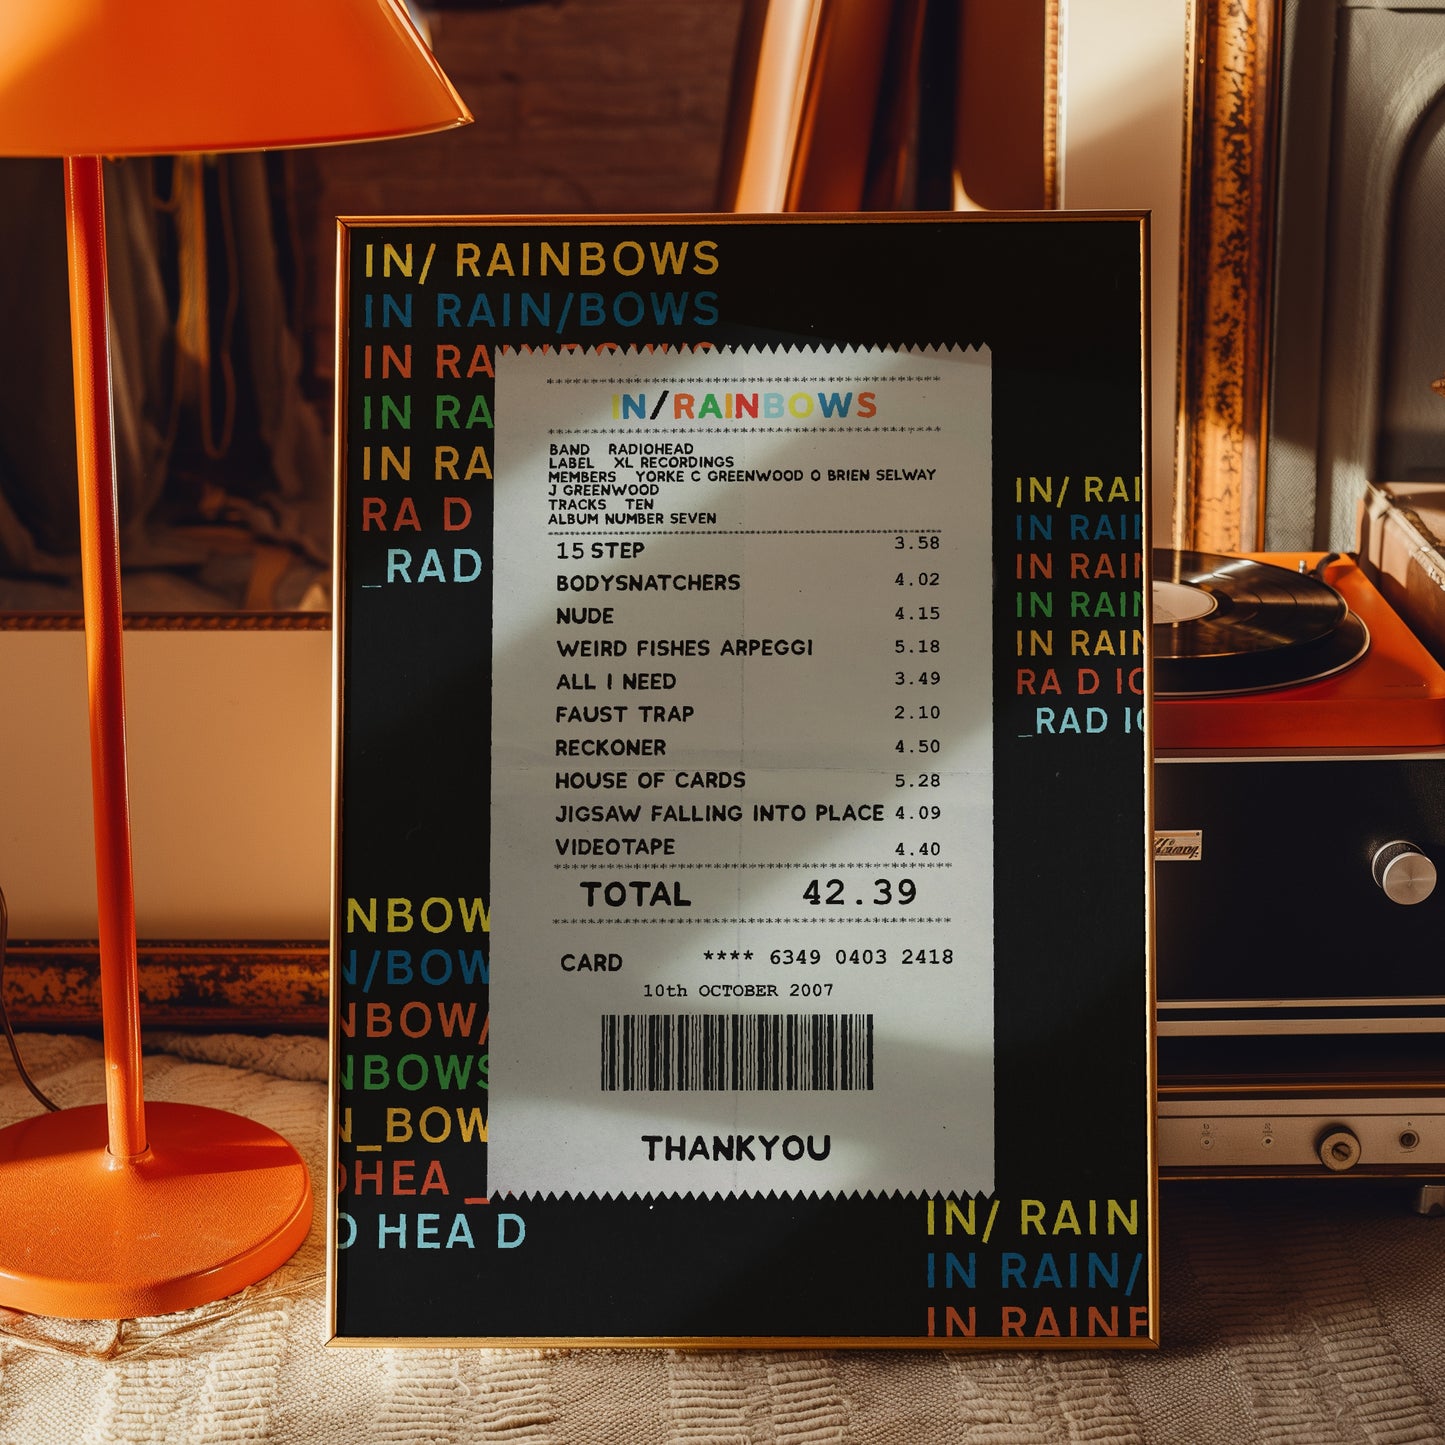 IN/ RAINBOWS
IN RAIN/BOWS
IN RA
IN RA
IN RA
RA D
_RAD
IN/RAINBOWS
BAND RADIOHEAD
LABEL XL RECORDINGS
MEMBERS YORKE C GREENWOOD O BRIEN SELWAY
J GREENWOOD
TRACKS TEN
ALBUM NUMBER SEVEN
15 STEP 3.58
BODYSNATCHERS 4.02
NUDE 4.15
WEIRD FISHES ARPEGGI 5.18
ALL I NEED 3.49
FAUST TRAP 2.10
RECKONER 4.50
HOUSE OF CARDS 5.28
JIGSAW FALLING INTO PLACE 4.09
VIDEOTAPE 4.40
TOTAL 42.39
CARD **** 6349 0403 2418
10th OCTOBER 2007
THANKYOU
IN/ RAI
IN RAI
IN RAI
IN RAI
IN RAIN
RA D IO
_RAD IO
NBOW
N/BOW
NBOW/
NBOWS
N_BOW
HEA _
D HEA D
IN/ RAIN
IN RAIN/
IN RAINB